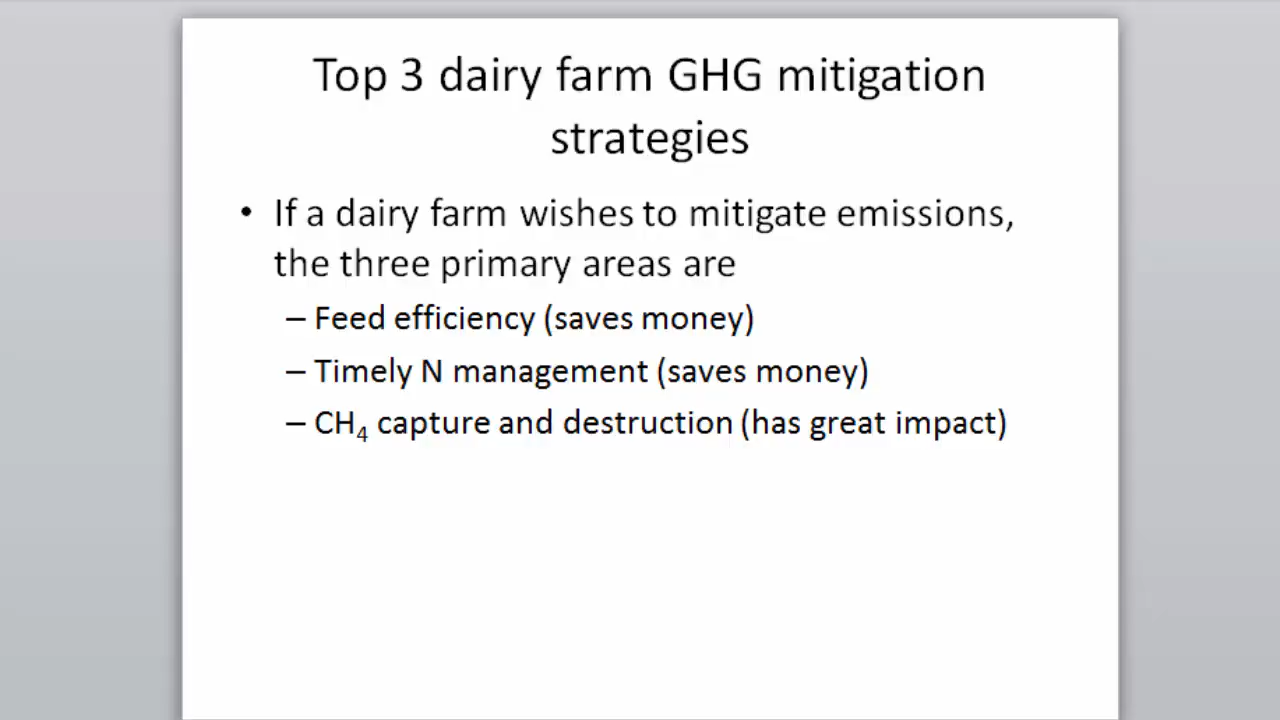 Top 3 dairy farm GHG mitigation
strategies
• If a dairy farm wishes to mitigate emissions,
the three primary areas are
– Feed efficiency (saves money)
– Timely N management (saves money)
– CH₄ capture and destruction (has great impact)